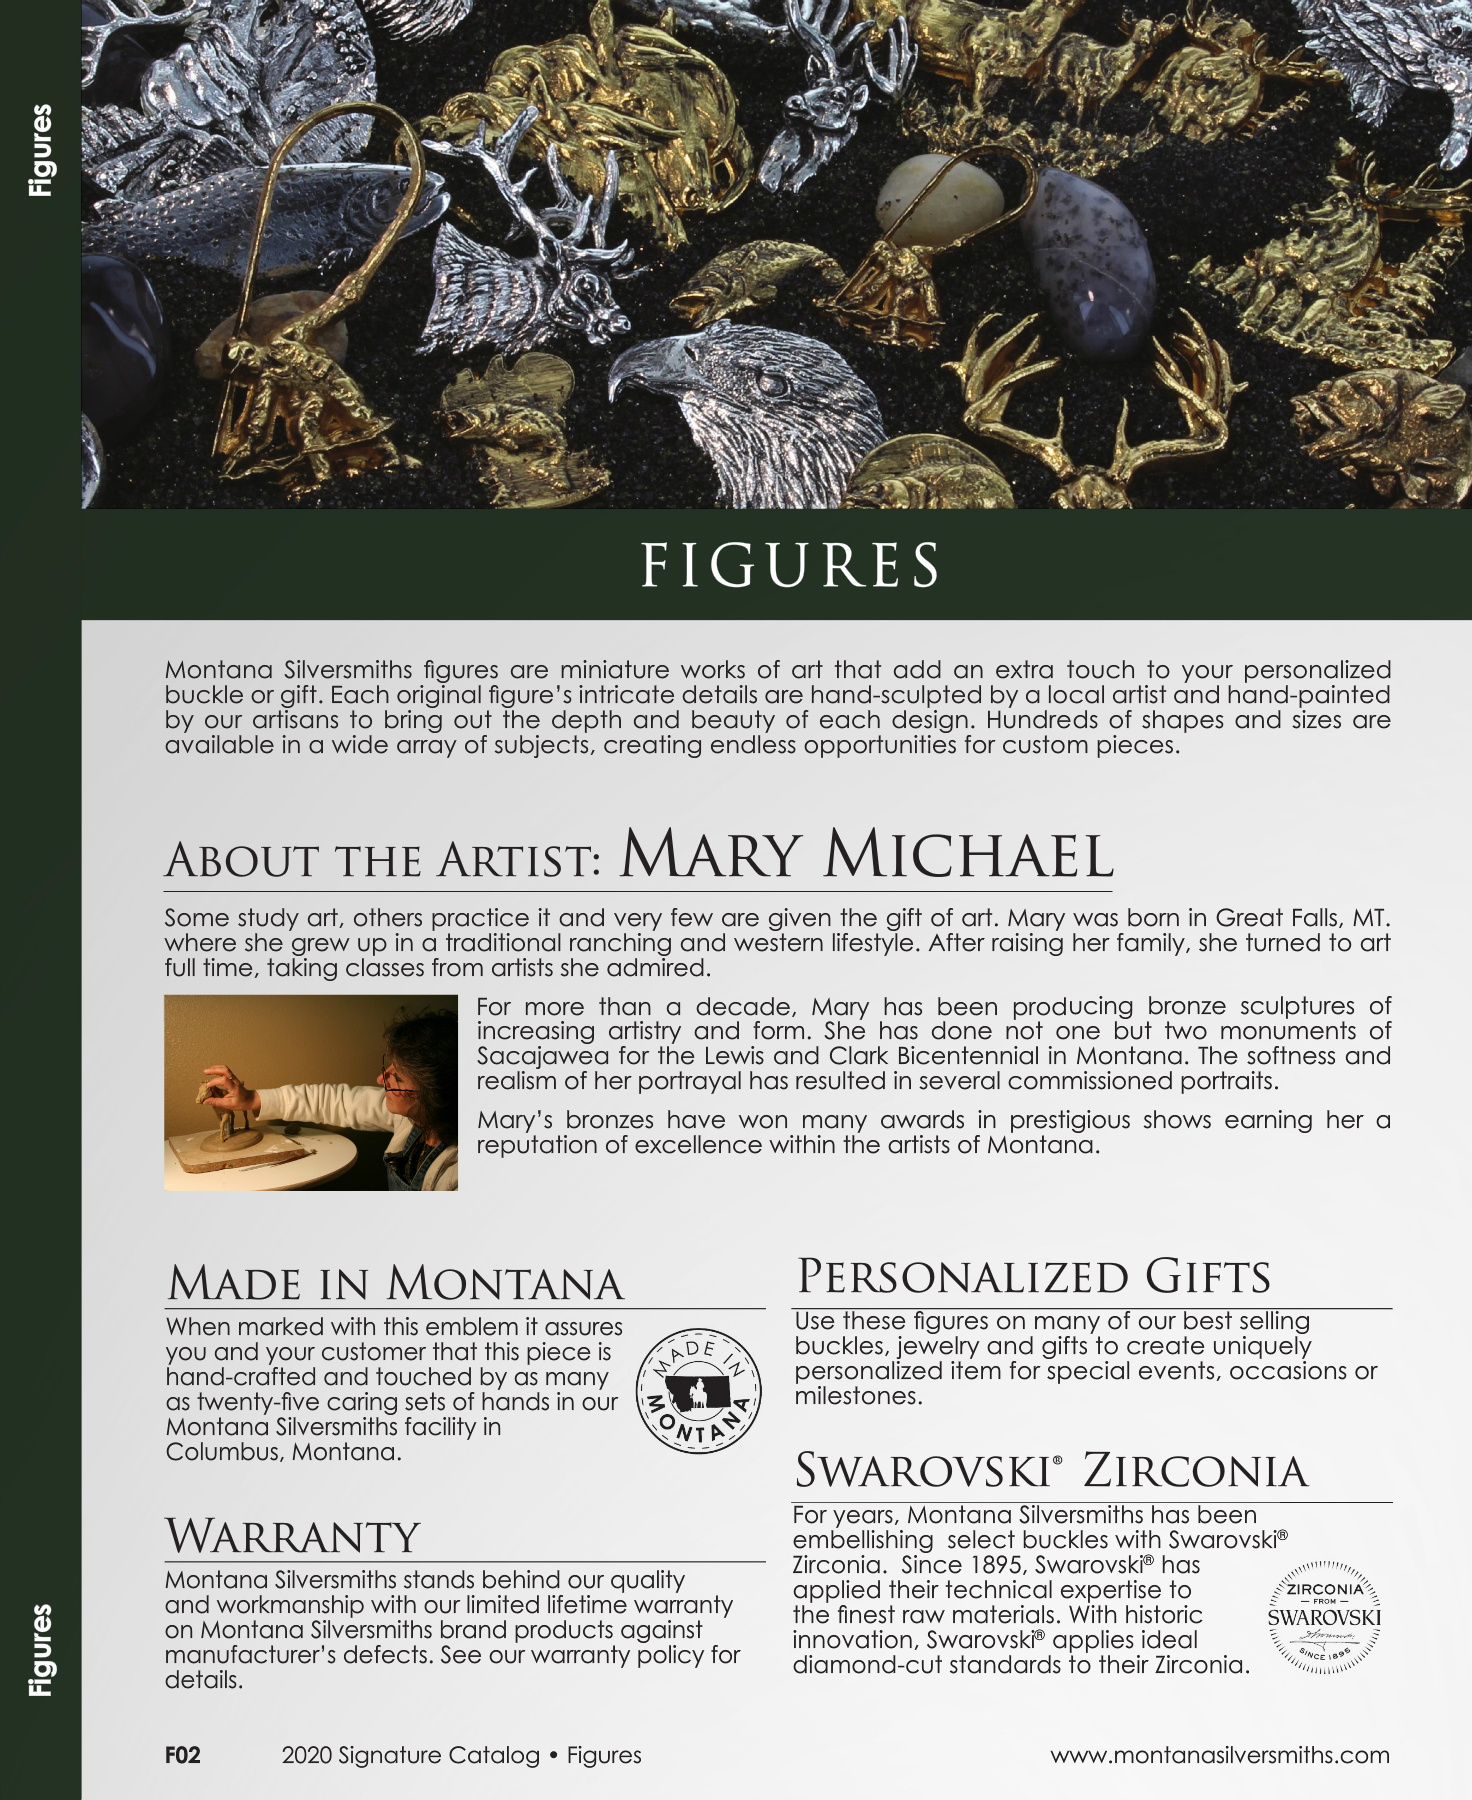 Figures
FIGURES
Montana Silversmiths figures are miniature works of art that add an extra touch to your personalized
buckle or gift. Each original figure's intricate details are hand-sculpted by a local artist and hand-painted
by our artisans to bring out the depth and beauty of each design. Hundreds of shapes and sizes are
available in a wide array of subjects, creating endless opportunities for custom pieces.
ABOUT THE ARTIST: MARY MICHAEL
Some study art, others practice it and very few are given the gift of art. Mary was born in Great Falls, MT.
where she grew up in a traditional ranching and western lifestyle. After raising her family, she turned to art
full time, taking classes from artists she admired.
For more than a decade, Mary has been producing bronze sculptures of
increasing artistry and form. She has done not one but two monuments of
Sacajawea for the Lewis and Clark Bicentennial in Montana. The softness and
realism of her portrayal has resulted in several commissioned portraits.
Mary's bronzes have won many awards in prestigious shows earning her a
reputation of excellence within the artists of Montana.
MADE IN MONTANA
When marked with this emblem it assures
you and your customer that this piece is
hand-crafted and touched by as many
as twenty-five caring sets of hands in our
Montana Silversmiths facility in
Columbus, Montana.
MADE IN
MONTANA
WARRANTY
Montana Silversmiths stands behind our quality
and workmanship with our limited lifetime warranty
on Montana Silversmiths brand products against
manufacturer's defects. See our warranty policy for
details.
PERSONALIZED GIFTS
Use these figures on many of our best selling
buckles, jewelry and gifts to create uniquely
personalized item for special events, occasions or
milestones.
SWAROVSKI® ZIRCONIA
For years, Montana Silversmiths has been
embellishing  select buckles with Swarovski®
Zirconia.  Since 1895, Swarovski® has
applied their technical expertise to
the finest raw materials. With historic
innovation, Swarovski® applies ideal
diamond-cut standards to their Zirconia.
ZIRCONIA
FROM
SWAROVSKI
SINCE 1895
Figures
F02
2020 Signature Catalog • Figures
www.montanasilversmiths.com